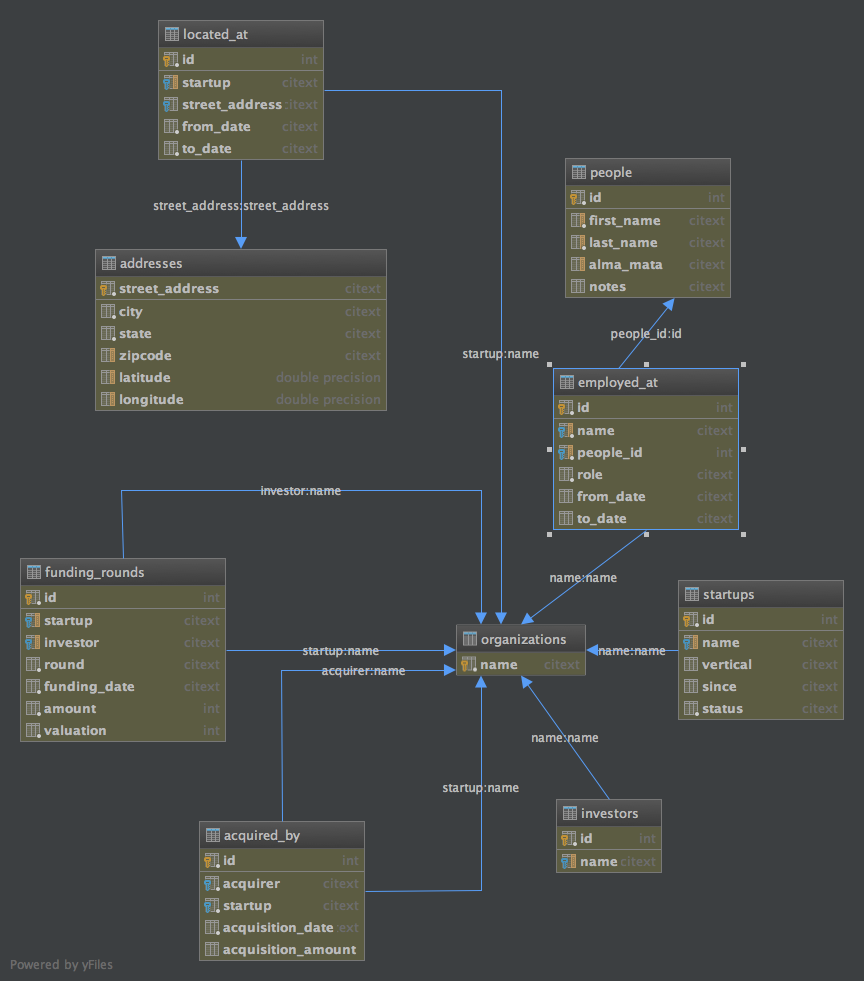 located_at
id int
startup citext
street_address citext
from_date citext
to_date citext
street_address:street_address
addresses
street_address citext
city citext
state citext
zipcode citext
latitude double precision
longitude double precision
people
id int
first_name citext
last_name citext
alma_mata citext
notes citext
people_id:id
startup:name
employed_at
id int
name citext
people_id int
role citext
from_date citext
to_date citext
investor:name
name:name
funding_rounds
id int
startup citext
investor citext
round citext
funding_date citext
amount int
valuation int
startup:name
acquirer:name
organizations
name citext
name:name
startups
id int
name citext
vertical citext
since citext
status citext
name:name
startup:name
investors
id int
name citext
acquired_by
id int
acquirer citext
startup citext
acquisition_date ext
acquisition_amount
Powered by yFiles